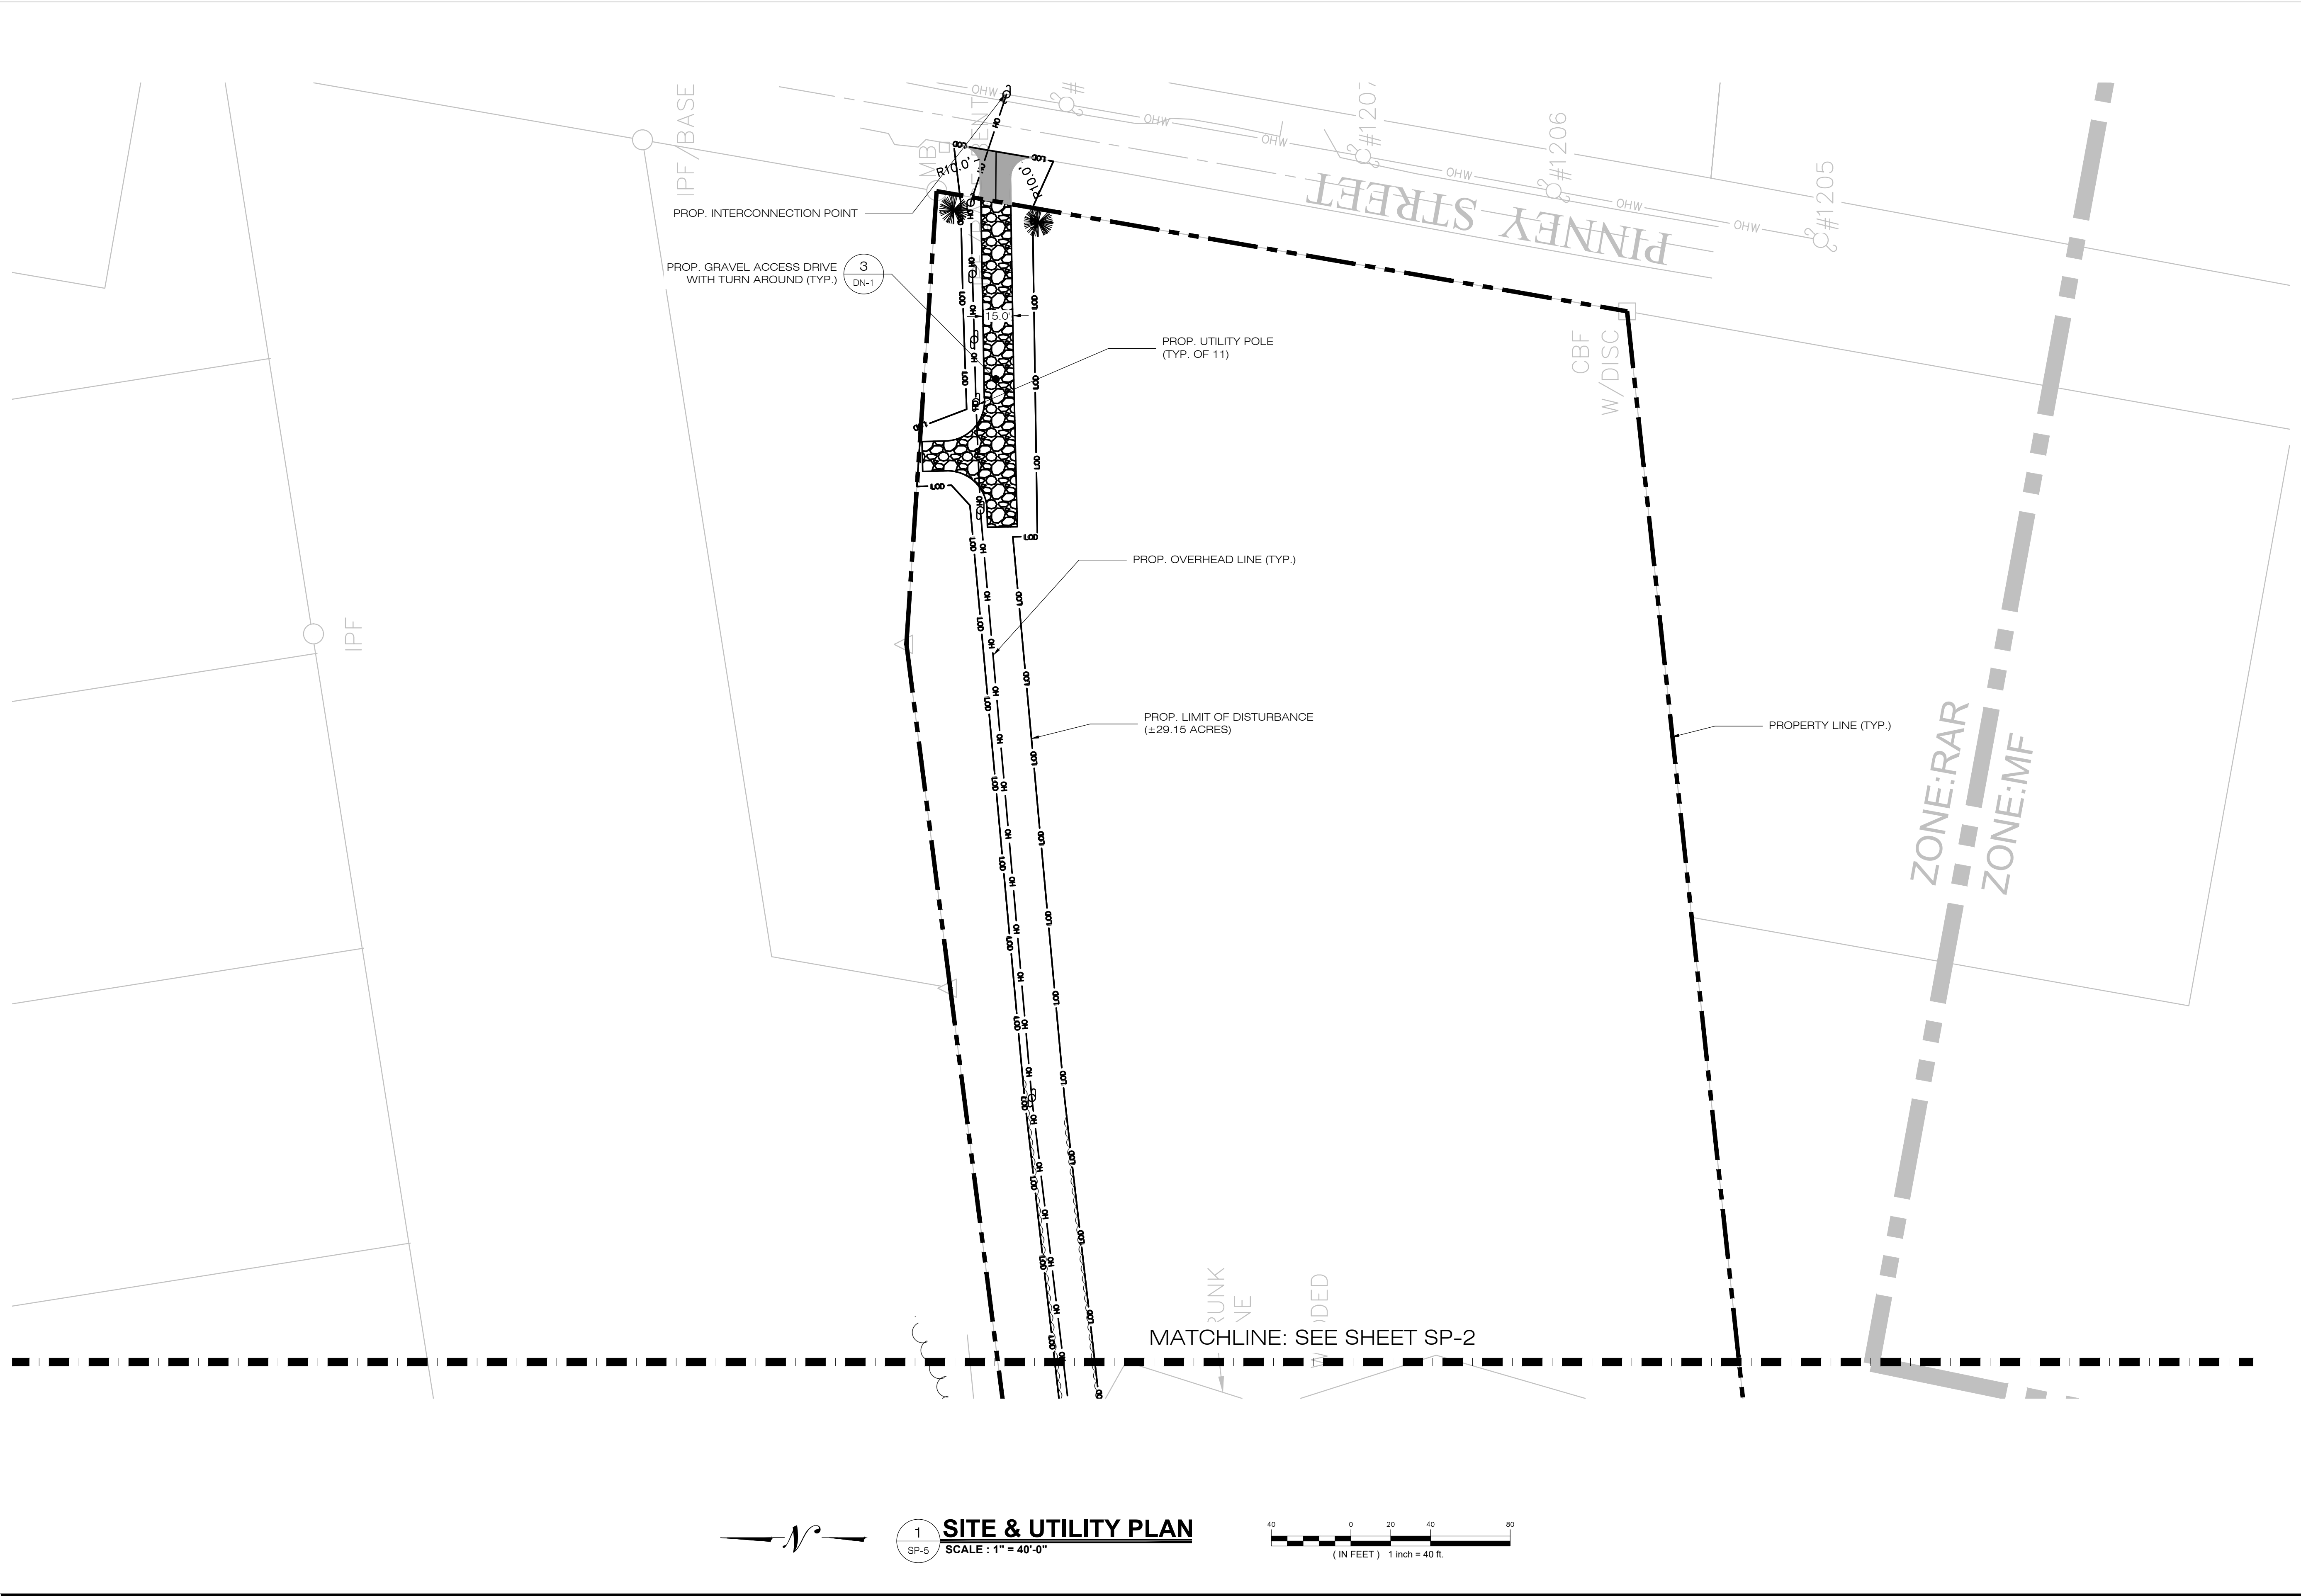 IPF/BASE
OHW
OHW
OHW
OHW
OHW
OHW
C#1207
C#1206
C#1205
PINNEY STREET
R10.0'
R10.0'
PROP. INTERCONNECTION POINT
PROP. GRAVEL ACCESS DRIVE
WITH TURN AROUND (TYP.)
3
DN-1
15.0'
PROP. UTILITY POLE
(TYP. OF 11)
CBF
W/DISC
IPF
LOD
OH
PROP. OVERHEAD LINE (TYP.)
PROP. LIMIT OF DISTURBANCE
(±29.15 ACRES)
PROPERTY LINE (TYP.)
ZONE:RAR
ZONE:MF
MATCHLINE: SEE SHEET SP-2
N
1
SP-5
SITE & UTILITY PLAN
SCALE : 1" = 40'-0"
40 0 20 40 80
( IN FEET ) 1 inch = 40 ft.